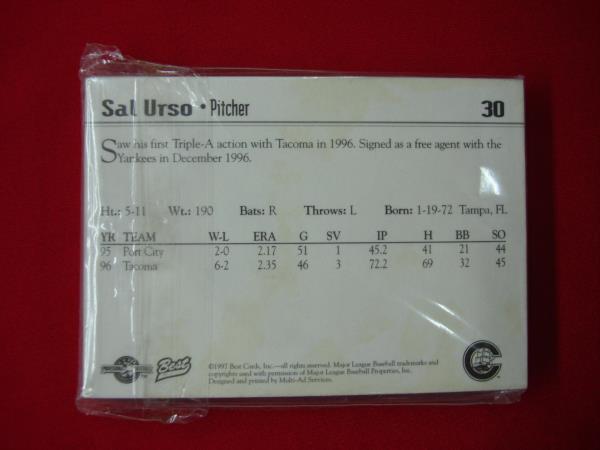 Sal Urso • Pitcher 30
Saw his first Triple-A action with Tacoma in 1996. Signed as a free agent with the
Yankees in December 1996.
Ht.: 5-11 Wt.: 190 Bats: R Throws: L Born: 1-19-72 Tampa, FL
YR TEAM W-L ERA G SV IP H BB SO
95 Port City 2-0 2.17 51 1 45.2 41 21 44
96 Tacoma 6-2 2.35 46 3 72.2 69 32 45
Best
©1997 Best Cards, Inc.—all rights reserved. Major League Baseball trademarks and
copyrights used with permission of Major League Baseball Properties, Inc.
Designed and printed by Multi-Ad Services.
C